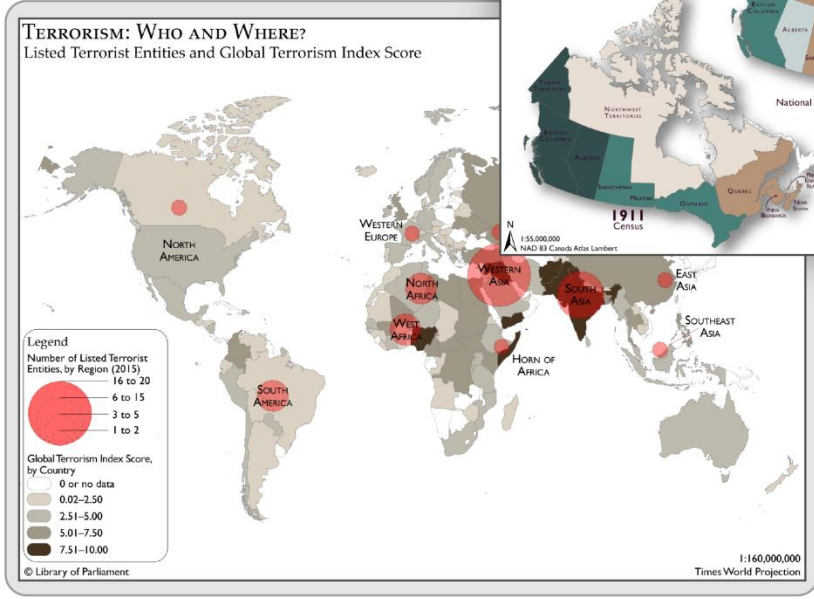 TERRORISM: WHO AND WHERE?
Listed Terrorist Entities and Global Terrorism Index Score
NORTH
AMERICA
WESTERN
EUROPE
WESTERN
ASIA
NORTH
AFRICA
WEST
AFRICA
SOUTH
ASIA
EAST
ASIA
SOUTHEAST
ASIA
HORN OF
AFRICA
SOUTH
AMERICA
Legend
Number of Listed Terrorist
Entities, by Region (2015)
16 to 20
6 to 15
3 to 5
1 to 2
Global Terrorism Index Score,
by Country
0 or no data
0.02–2.50
2.51–5.00
5.01–7.50
7.51–10.00
© Library of Parliament
1:160,000,000
Times World Projection
BRITISH
COLUMBIA
ALBERTA
National
YUKON
TERRITORY
NORTHWEST
TERRITORIES
BRITISH
COLUMBIA
ALBERTA
SASKATCHEWAN
MANITOBA
ONTARIO
QUEBEC
NEW
BRUNSWICK
NOVA
SCOTIA
1911
Census
N
1:55,000,000
NAD 83 Canada Atlas Lambert